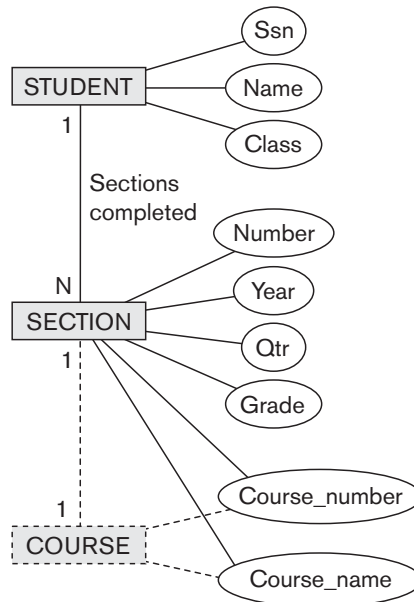 Ssn
STUDENT
Name
1
Class
Sections
completed
Number
N
Year
SECTION
1
Qtr
Grade
Course_number
1
COURSE
Course_name